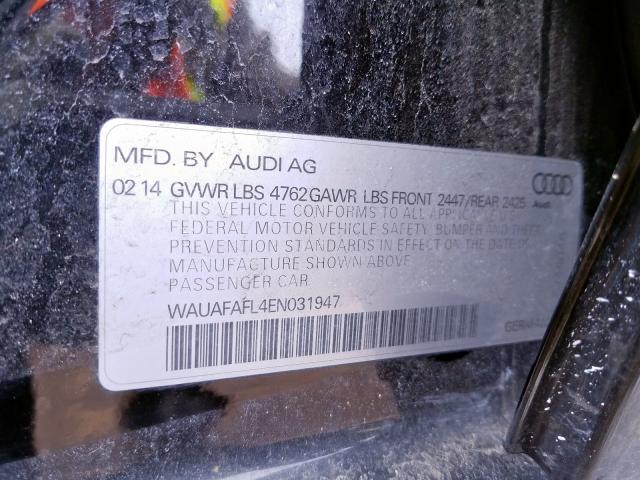 MFD. BY AUDI AG
02 14 GVWR LBS 4762 GAWR LBS FRONT 2447/REAR 2425
Audi
THIS VEHICLE CONFORMS TO ALL APPLICABLE
FEDERAL MOTOR VEHICLE SAFETY, BUMPER AND THEFT
PREVENTION STANDARDS IN EFFECT ON THE DATE OF
MANUFACTURE SHOWN ABOVE.
PASSENGER CAR
WAUAFAFL4EN031947